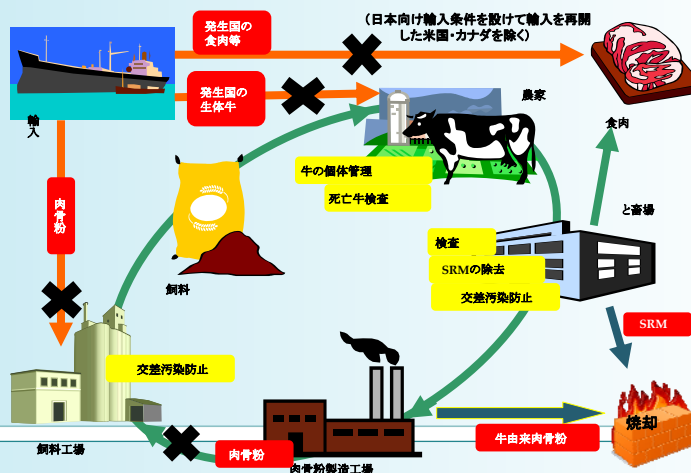 発生国の
食肉等
(日本向け輸入条件を設けて輸入を再開
した米国・カナダを除く)
発生国の
生体牛
農家
輸入
食肉
牛の個体管理
死亡牛検査
肉骨粉
と畜場
検査
SRMの除去
交差汚染防止
飼料
SRM
交差汚染防止
焼却
牛由来肉骨粉
飼料工場
肉骨粉
肉骨粉製造工場